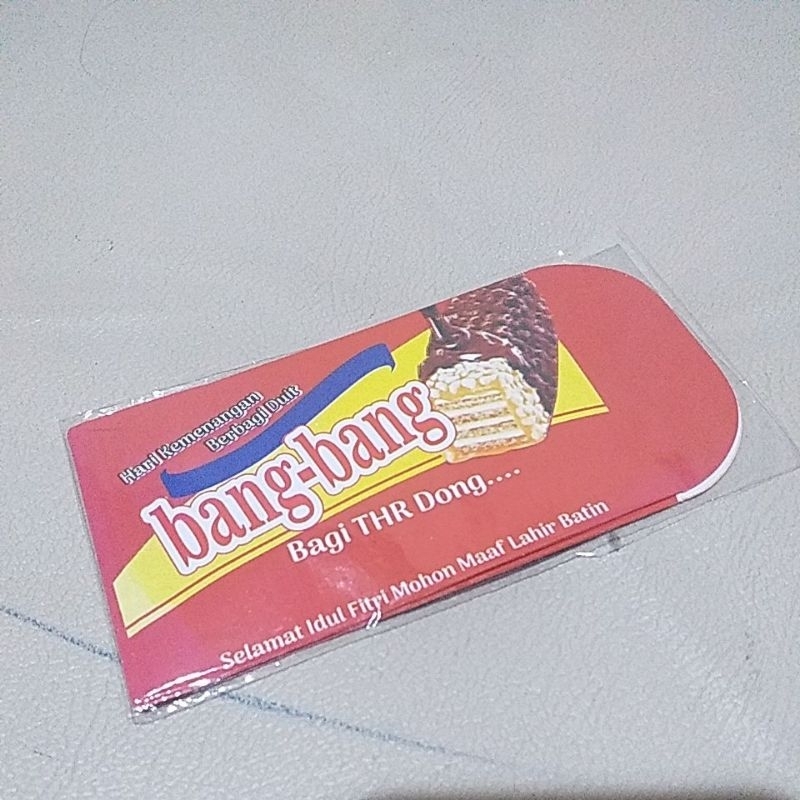 Hari Kemenangan
Berbagi Duit
bang-bang
Bagi THR Dong....
Selamat Idul Fitri Mohon Maaf Lahir Batin